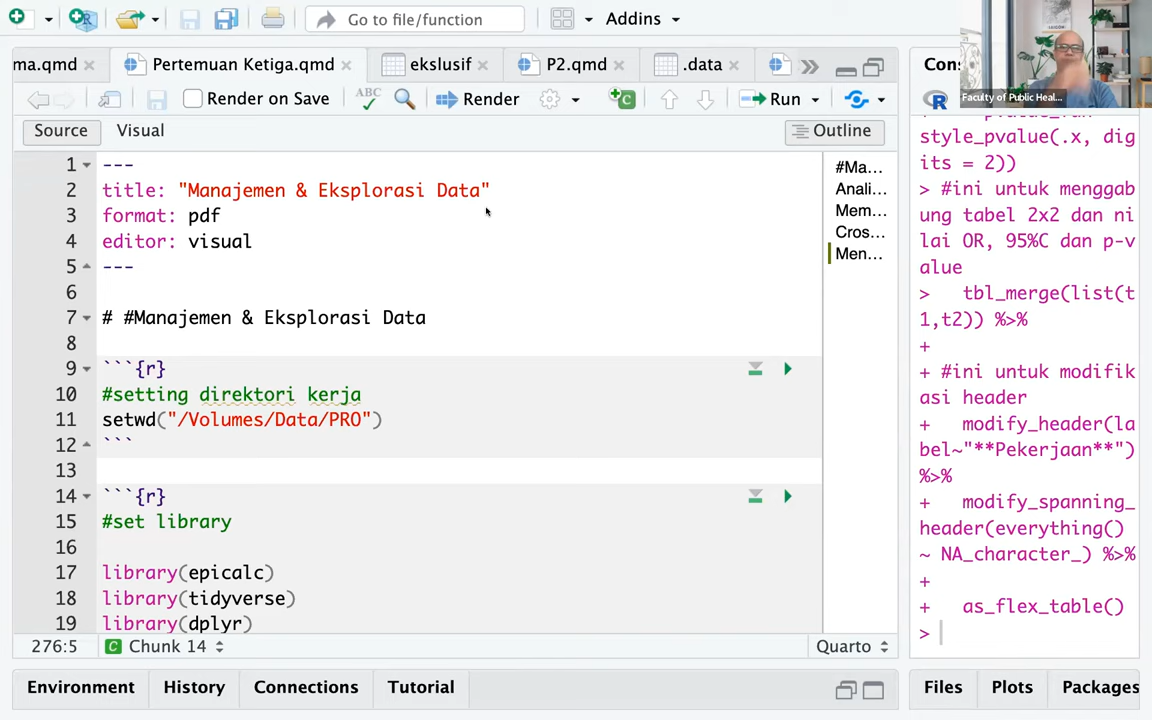 Go to file/function
Addins
ma.qmd
Pertemuan Ketiga.qmd
ekslusif
P2.qmd
.data
Render on Save
ABC
Render
Run
Source
Visual
Outline
1 ---
2 title: "Manajemen & Eksplorasi Data"
3 format: pdf
4 editor: visual
5 ---
6
7 # #Manajemen & Eksplorasi Data
8
9 ```{r}
10 #setting direktori kerja
11 setwd("/Volumes/Data/PRO")
12 ```
13
14 ```{r}
15 #set library
16
17 library(epicalc)
18 library(tidyverse)
19 library(dplyr)
#Ma...
Anali...
Mem...
Cros...
Men...
276:5
C Chunk 14
Quarto
Environment
History
Connections
Tutorial
Faculty of Public Heal...
R
style_pvalue(.x, dig
its = 2))
> #ini untuk menggab
ung tabel 2x2 dan ni
lai OR, 95%C dan p-v
alue
> tbl_merge(list(t
1,t2)) %>%
+
+ #ini untuk modifik
asi header
+ modify_header(la
bel~"**Pekerjaan**")
%>%
+ modify_spanning_
header(everything()
~ NA_character_) %>%
+
+ as_flex_table()
>
Files
Plots
Packages